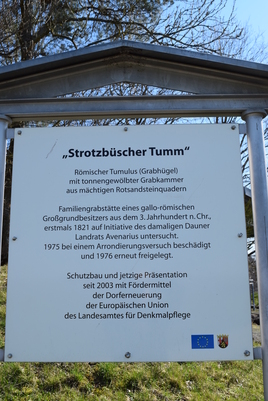 „Strotzbüscher Tumm"
Römischer Tumulus (Grabhügel)
mit tonnengewölbter Grabkammer
aus mächtigen Rotsandsteinquadern
Familiengrabstätte eines gallo-römischen
Großgrundbesitzers aus dem 3. Jahrhundert n. Chr.,
erstmals 1821 auf Initiative des damaligen Dauner
Landrats Avenarius untersucht.
1975 bei einem Arrondierungsversuch beschädigt
und 1976 erneut freigelegt.
Schutzbau und jetzige Präsentation
seit 2003 mit Fördermittel
der Dorferneuerung
der Europäischen Union
des Landesamtes für Denkmalpflege